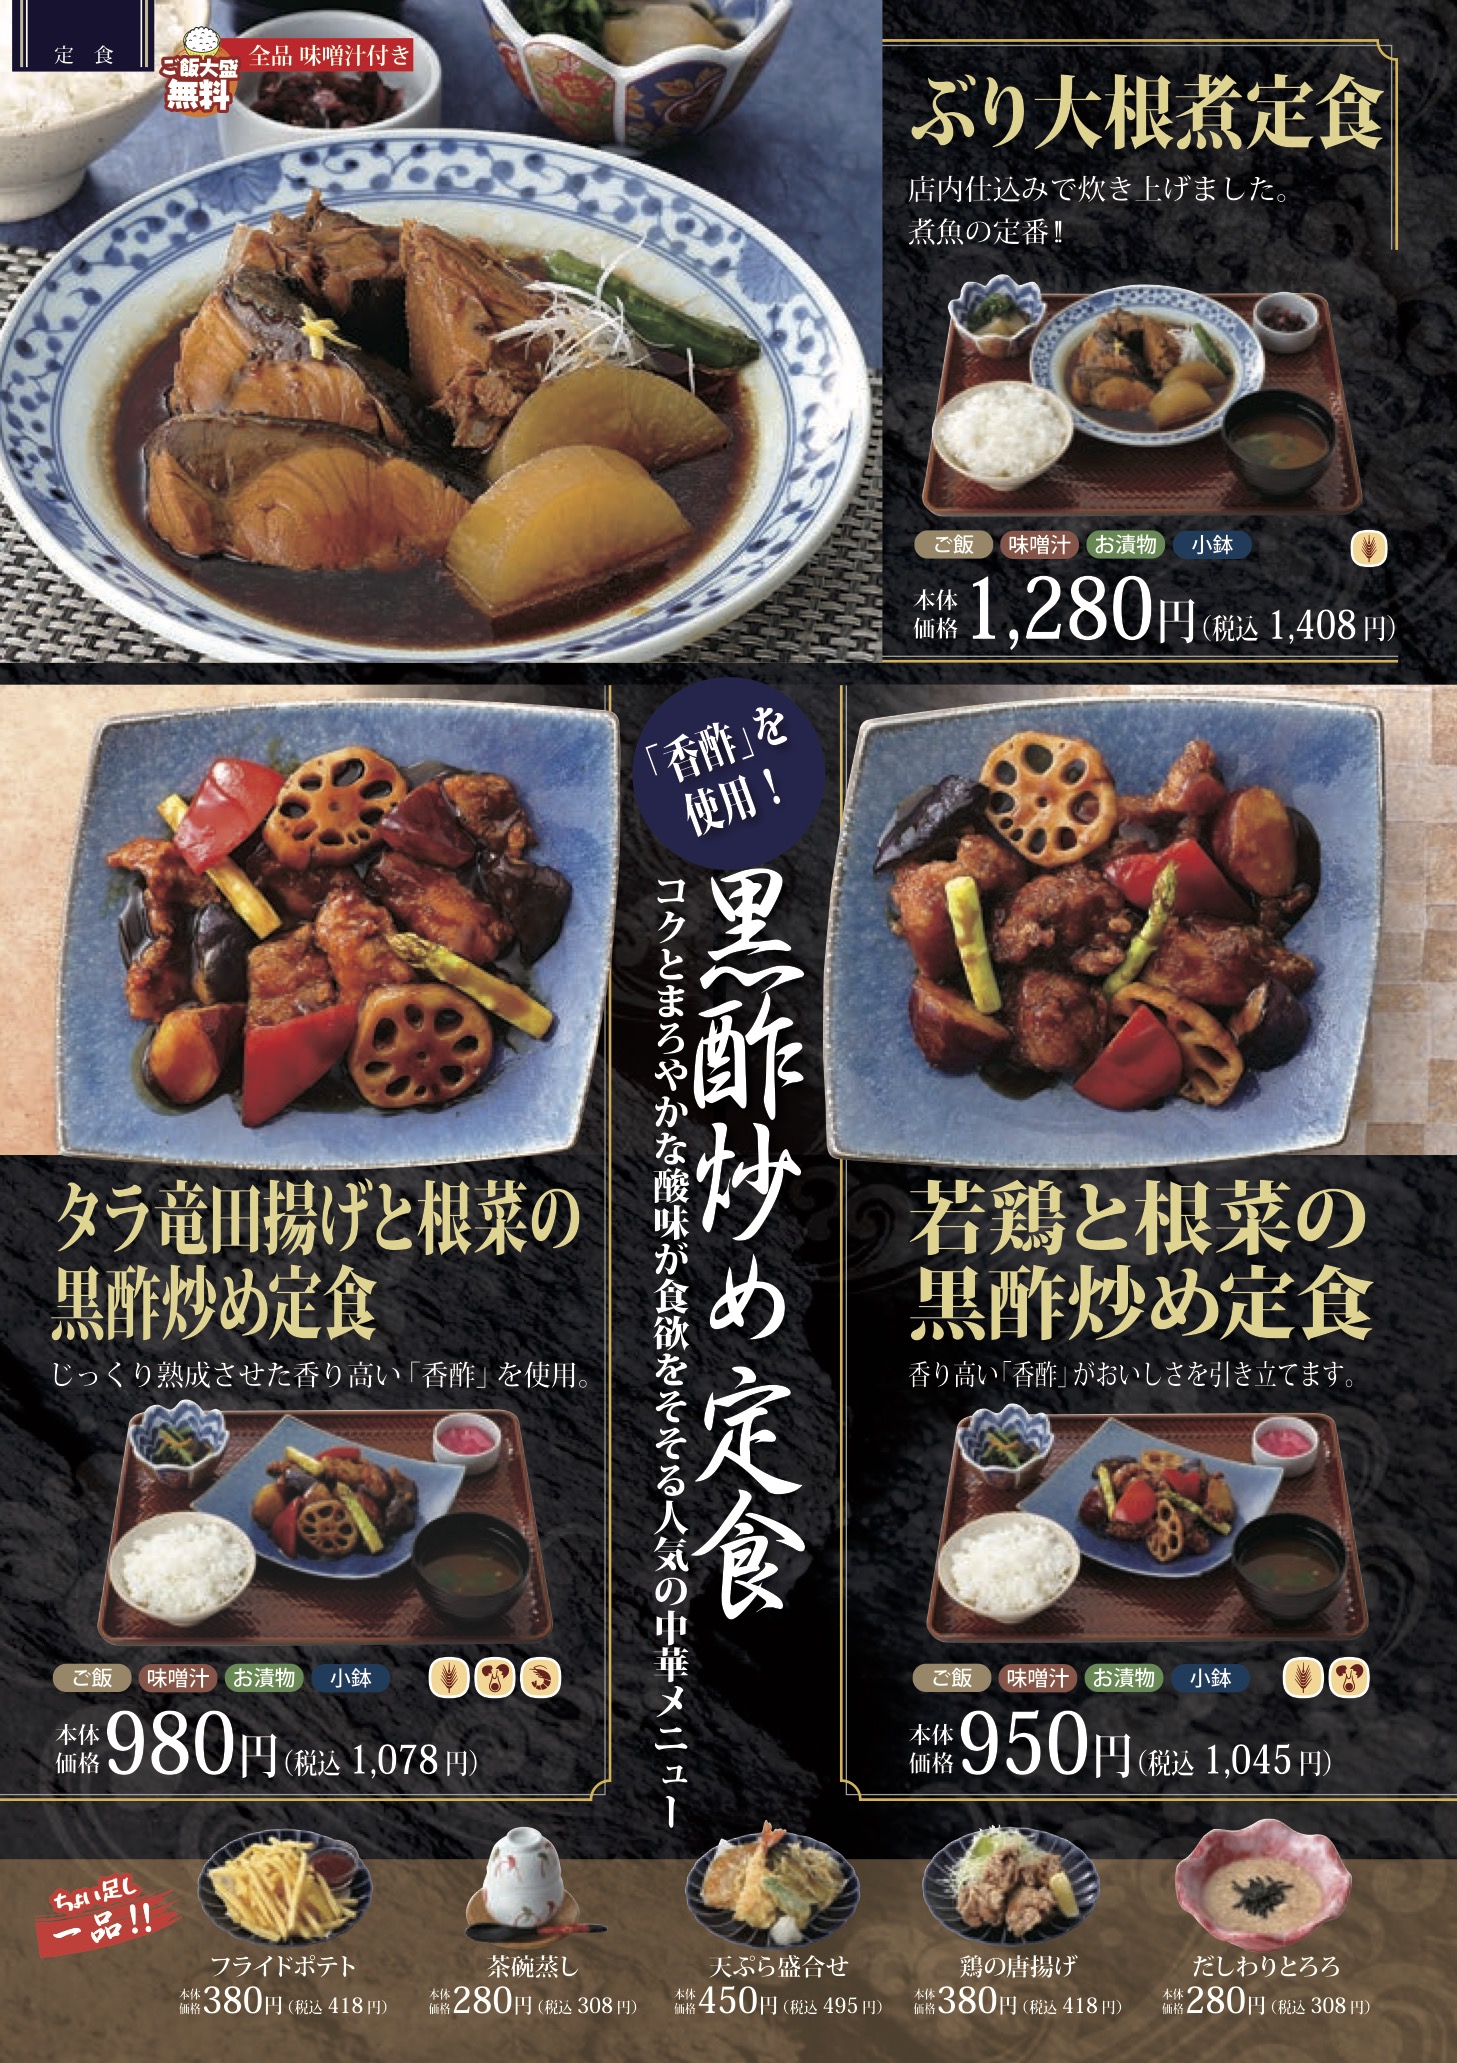 定 食
ご飯大盛
無料
全品 味噌汁付き
ぶり大根煮定食
店内仕込みで炊き上げました。
煮魚の定番!!
ご飯 味噌汁 お漬物 小鉢
本体価格 1,280円(税込 1,408円)
「香酢」を
使用！
黒酢炒め定食
コクとまろやかな酸味が食欲をそそる人気の中華メニュー
タラ竜田揚げと根菜の
黒酢炒め定食
じっくり熟成させた香り高い「香酢」を使用。
ご飯 味噌汁 お漬物 小鉢
本体価格 980円(税込 1,078円)
若鶏と根菜の
黒酢炒め定食
香り高い「香酢」がおいしさを引き立てます。
ご飯 味噌汁 お漬物 小鉢
本体価格 950円(税込 1,045円)
ちょい足し
一品!!
フライドポテト
本体価格 380円(税込 418円)
茶碗蒸し
本体価格 280円(税込 308円)
天ぷら盛合せ
本体価格 450円(税込 495円)
鶏の唐揚げ
本体価格 380円(税込 418円)
だしわりとろろ
本体価格 280円(税込 308円)